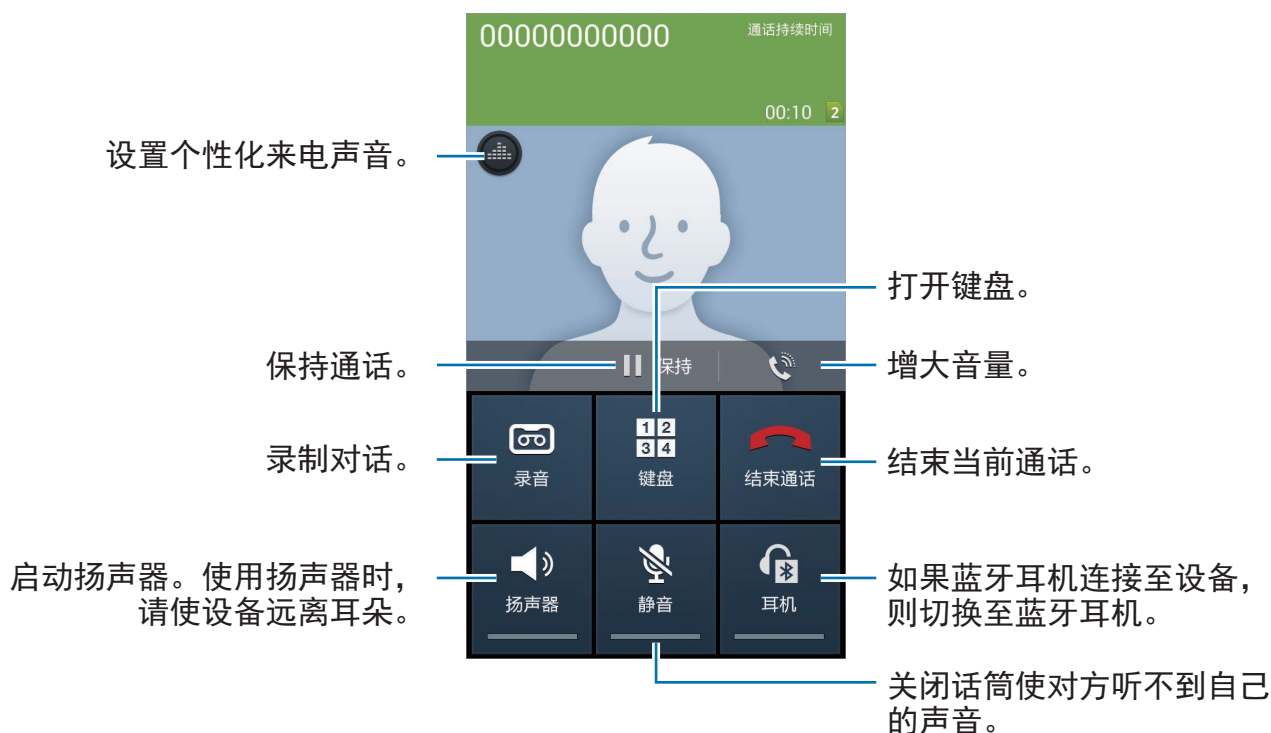 00000000000
通话持续时间
00:10 2
设置个性化来电声音。
打开键盘。
保持通话。
保持
增大音量。
录制对话。
1 2
3 4
录音
键盘
结束通话
结束当前通话。
启动扬声器。使用扬声器时，
请使设备远离耳朵。
扬声器
静音
耳机
如果蓝牙耳机连接至设备，
则切换至蓝牙耳机。
关闭话筒使对方听不到自己
的声音。